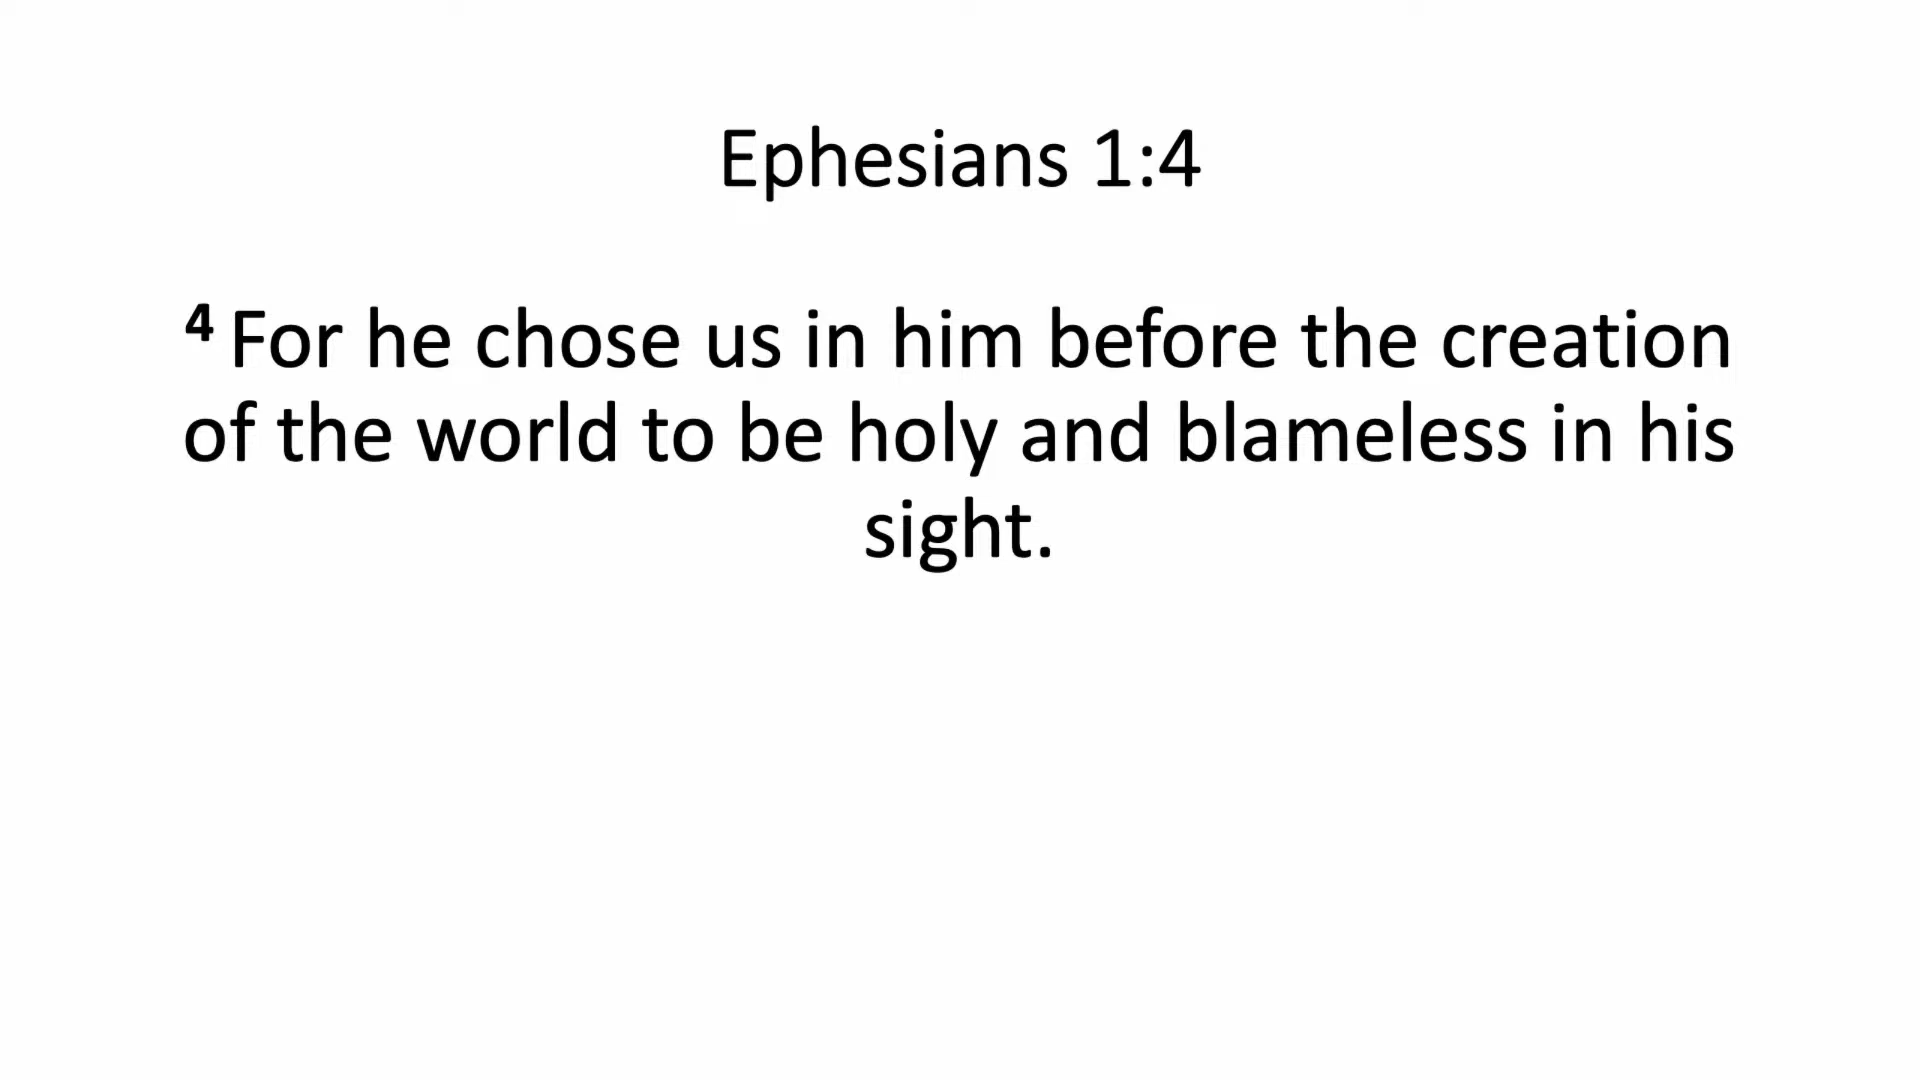 Ephesians 1:4
4 For he chose us in him before the creation
of the world to be holy and blameless in his
sight.